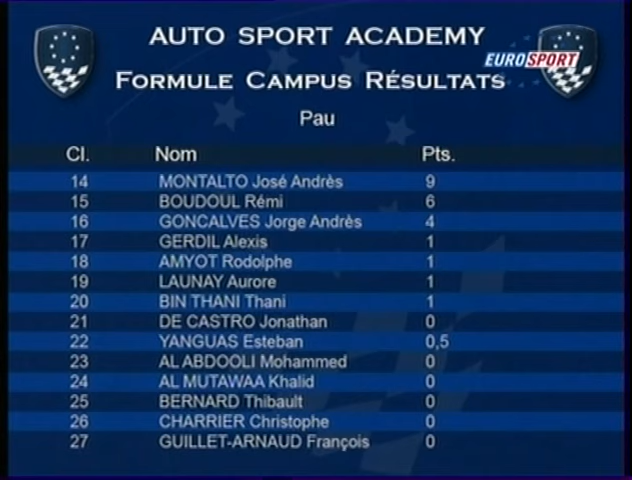 AUTO SPORT ACADEMY
EUROSPORT
FORMULE CAMPUS RÉSULTATS
Pau
Cl. Nom Pts.
14 MONTALTO José Andrès 9
15 BOUDOUL Rémi 6
16 GONCALVES Jorge Andrès 4
17 GERDIL Alexis 1
18 AMYOT Rodolphe 1
19 LAUNAY Aurore 1
20 BIN THANI Thani 1
21 DE CASTRO Jonathan 0
22 YANGUAS Esteban 0,5
23 AL ABDOOLI Mohammed 0
24 AL MUTAWAA Khalid 0
25 BERNARD Thibault 0
26 CHARRIER Christophe 0
27 GUILLET-ARNAUD François 0